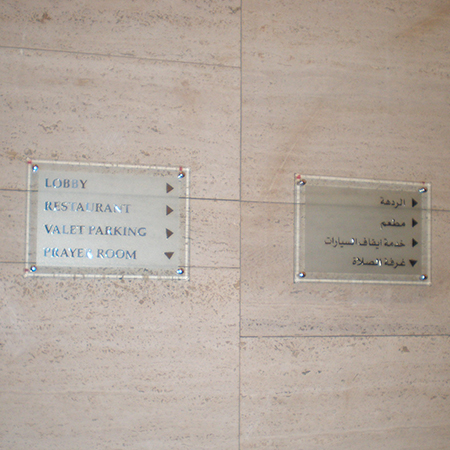 LOBBY
RESTAURANT
VALET PARKING
PRAYER ROOM
الردهة
مطعم
خدمة ايقاف السيارات
غرفة الصلاة